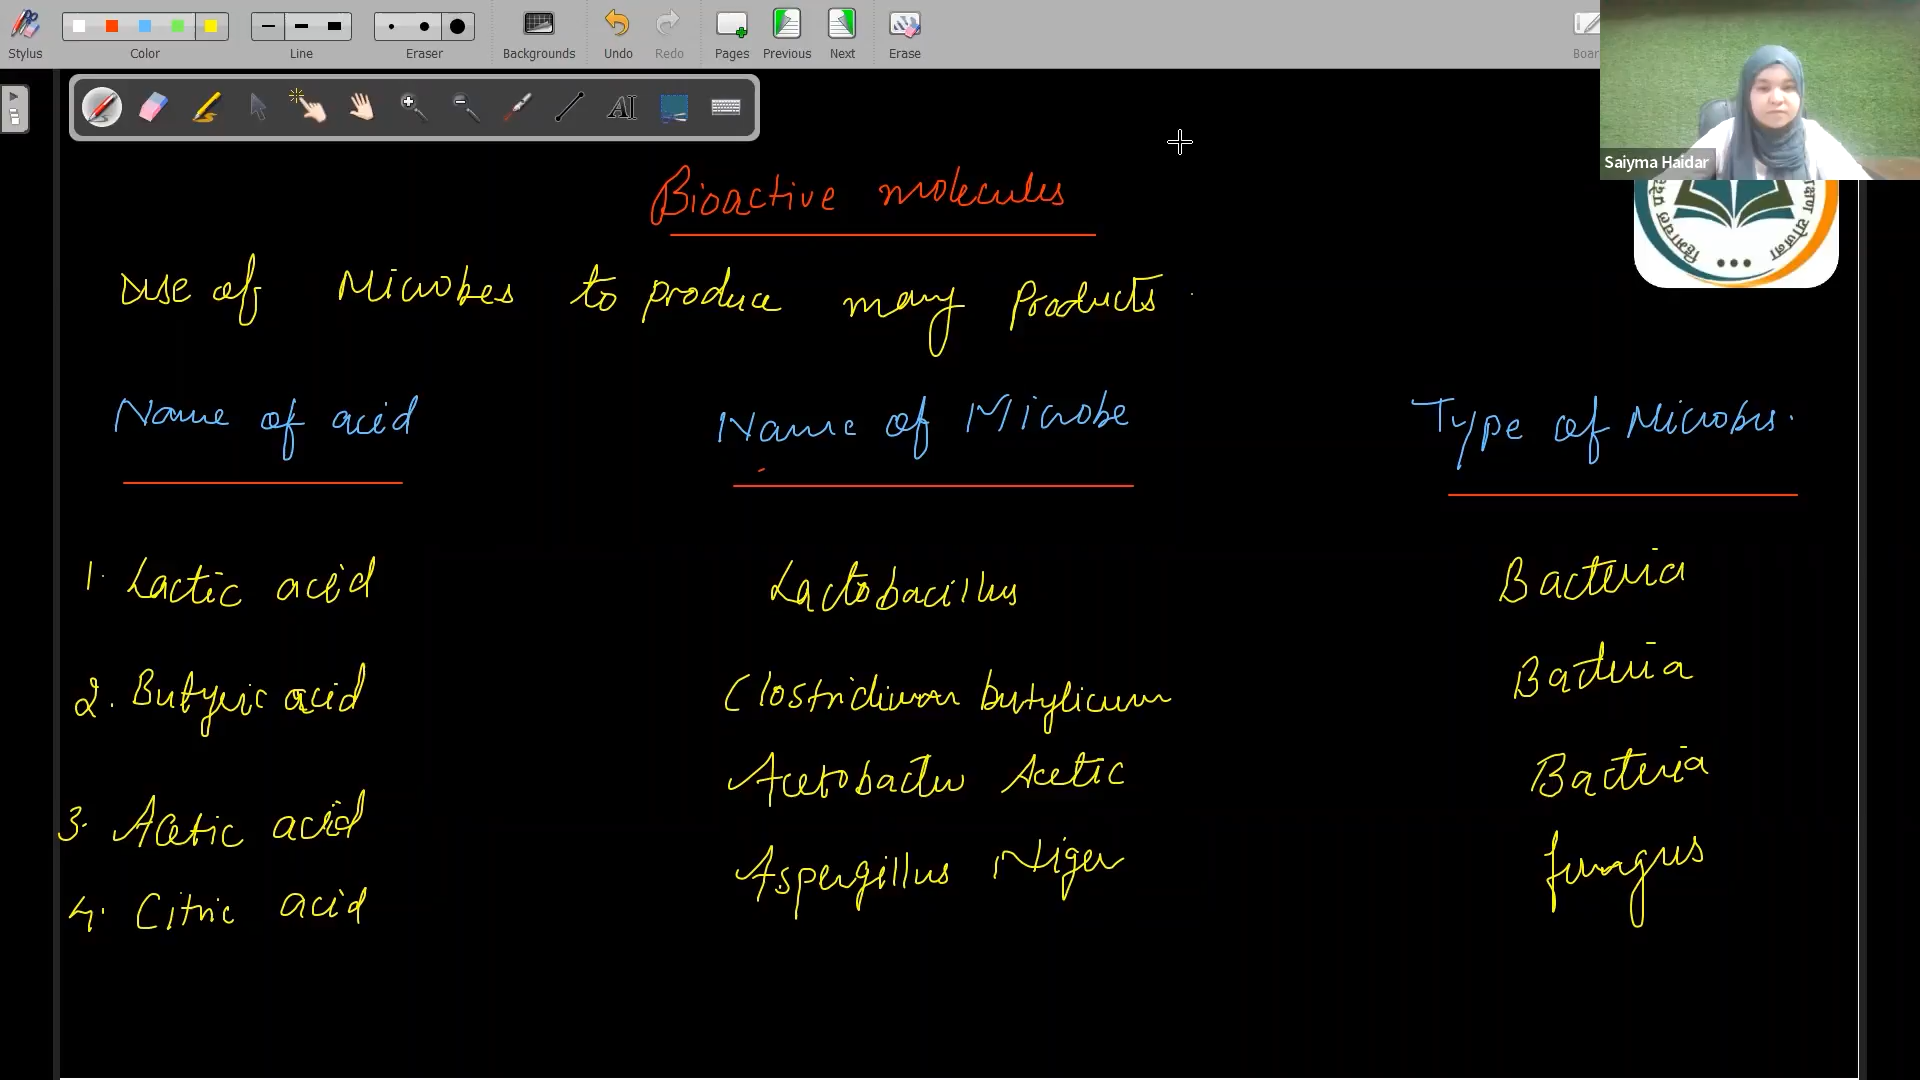 Stylus Color Line Eraser Backgrounds Undo Redo Pages Previous Next Erase Boar
Saiyma Haidar
Bioactive molecules
Use of Microbes to produce many Products
Name of acid Name of Microbe Type of Microbes.
1. Lactic acid Lactobacillus Bacteria
2. Butyric acid Clostridium butylicum Bacteria
3. Acetic acid Acetobacter Acetic Bacteria
4. Citric acid Aspergillus Niger fungus